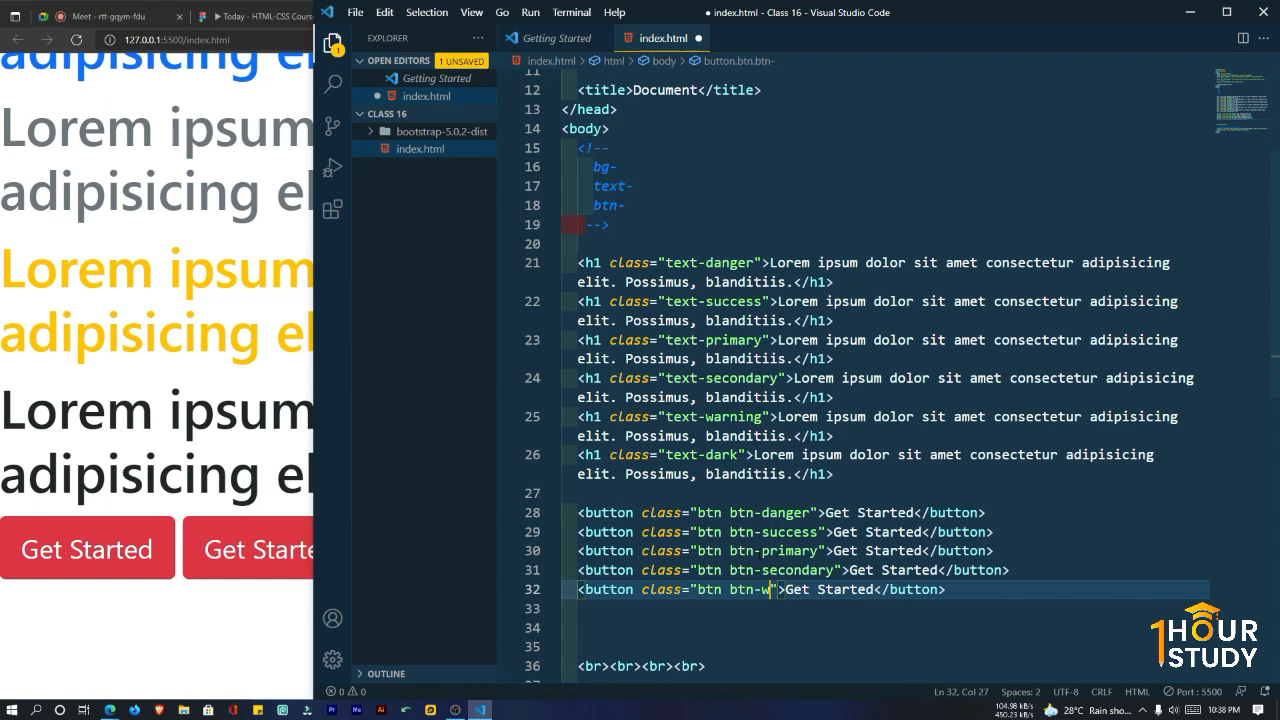 Meet - rtt-gqym-fdu
▶ Today - HTML-CSS Cours
127.0.0.1:5500/index.html
adipisicing el
Lorem ipsum
adipisicing el
Lorem ipsum
adipisicing el
Lorem ipsum
adipisicing el
Get Started
Get Starte
File Edit Selection View Go Run Terminal Help
● index.html - Class 16 - Visual Studio Code
EXPLORER
OPEN EDITORS 1 UNSAVED
Getting Started
index.html
CLASS 16
bootstrap-5.0.2-dist
index.html
OUTLINE
Getting Started
index.html
index.html > html > body > button.btn.btn-
11
12 <title>Document</title>
13 </head>
14 <body>
15 <!--
16 bg-
17 text-
18 btn-
19 -->
20
21 <h1 class="text-danger">Lorem ipsum dolor sit amet consectetur adipisicing
elit. Possimus, blanditiis.</h1>
22 <h1 class="text-success">Lorem ipsum dolor sit amet consectetur adipisicing
elit. Possimus, blanditiis.</h1>
23 <h1 class="text-primary">Lorem ipsum dolor sit amet consectetur adipisicing
elit. Possimus, blanditiis.</h1>
24 <h1 class="text-secondary">Lorem ipsum dolor sit amet consectetur adipisicing
elit. Possimus, blanditiis.</h1>
25 <h1 class="text-warning">Lorem ipsum dolor sit amet consectetur adipisicing
elit. Possimus, blanditiis.</h1>
26 <h1 class="text-dark">Lorem ipsum dolor sit amet consectetur adipisicing
elit. Possimus, blanditiis.</h1>
27
28 <button class="btn btn-danger">Get Started</button>
29 <button class="btn btn-success">Get Started</button>
30 <button class="btn btn-primary">Get Started</button>
31 <button class="btn btn-secondary">Get Started</button>
32 <button class="btn btn-w">Get Started</button>
33
34
35
36 <br><br><br><br>
1HOUR
STUDY
0 0
Ln 32, Col 27 Spaces: 2 UTF-8 CRLF HTML Port : 5500
104.98 kB/s
450.23 kB/s
28°C Rain sho...
10:38 PM